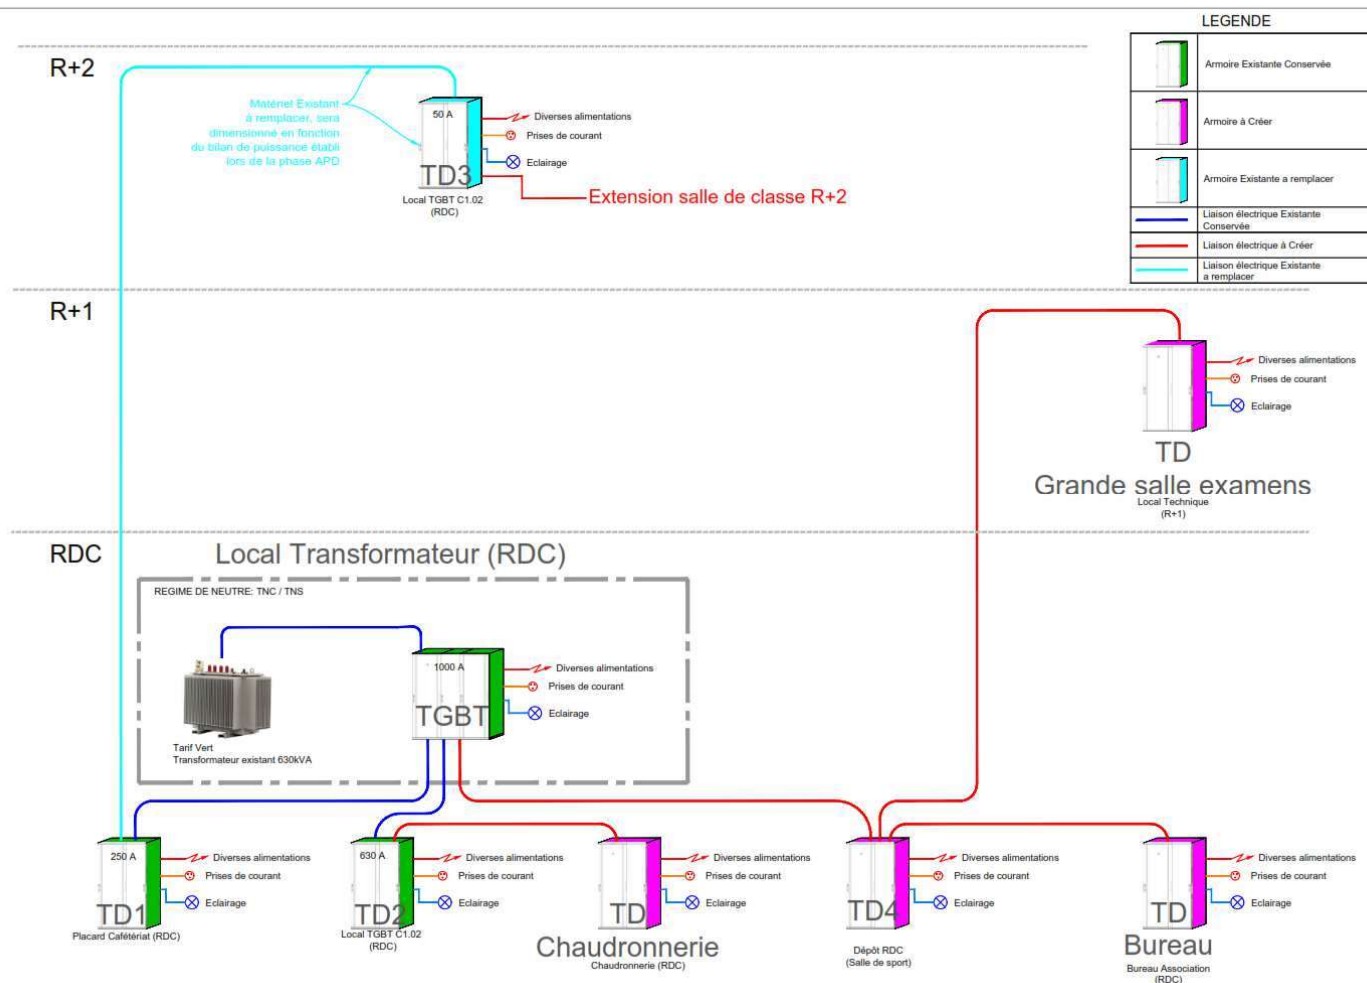 LEGENDE
Armoire Existante Conservée
Armoire à Créer
Armoire Existante a remplacer
Liaison électrique Existante
Conservée
Liaison électrique à Créer
Liaison électrique Existante
a remplacer
R+2
Matériel Existant
à remplacer, sera
dimensionné en fonction
du bilan de puissance établi
lors de la phase APD
50 A
TD3
Local TGBT C1.02
(RDC)
Diverses alimentations
Prises de courant
Eclairage
Extension salle de classe R+2
R+1
Diverses alimentations
Prises de courant
Eclairage
TD
Grande salle examens
Local Technique
(R+1)
RDC
Local Transformateur (RDC)
REGIME DE NEUTRE: TNC / TNS
Tarif Vert
Transformateur existant 630kVA
1000 A
TGBT
Diverses alimentations
Prises de courant
Eclairage
250 A
TD1
Placard Cafétériat (RDC)
Diverses alimentations
Prises de courant
Eclairage
630 A
TD2
Local TGBT C1.02
(RDC)
Diverses alimentations
Prises de courant
Eclairage
TD
Chaudronnerie
Chaudronnerie (RDC)
Diverses alimentations
Prises de courant
Eclairage
TD4
Dépôt RDC
(Salle de sport)
Diverses alimentations
Prises de courant
Eclairage
TD
Bureau
Bureau Association
(RDC)
Diverses alimentations
Prises de courant
Eclairage